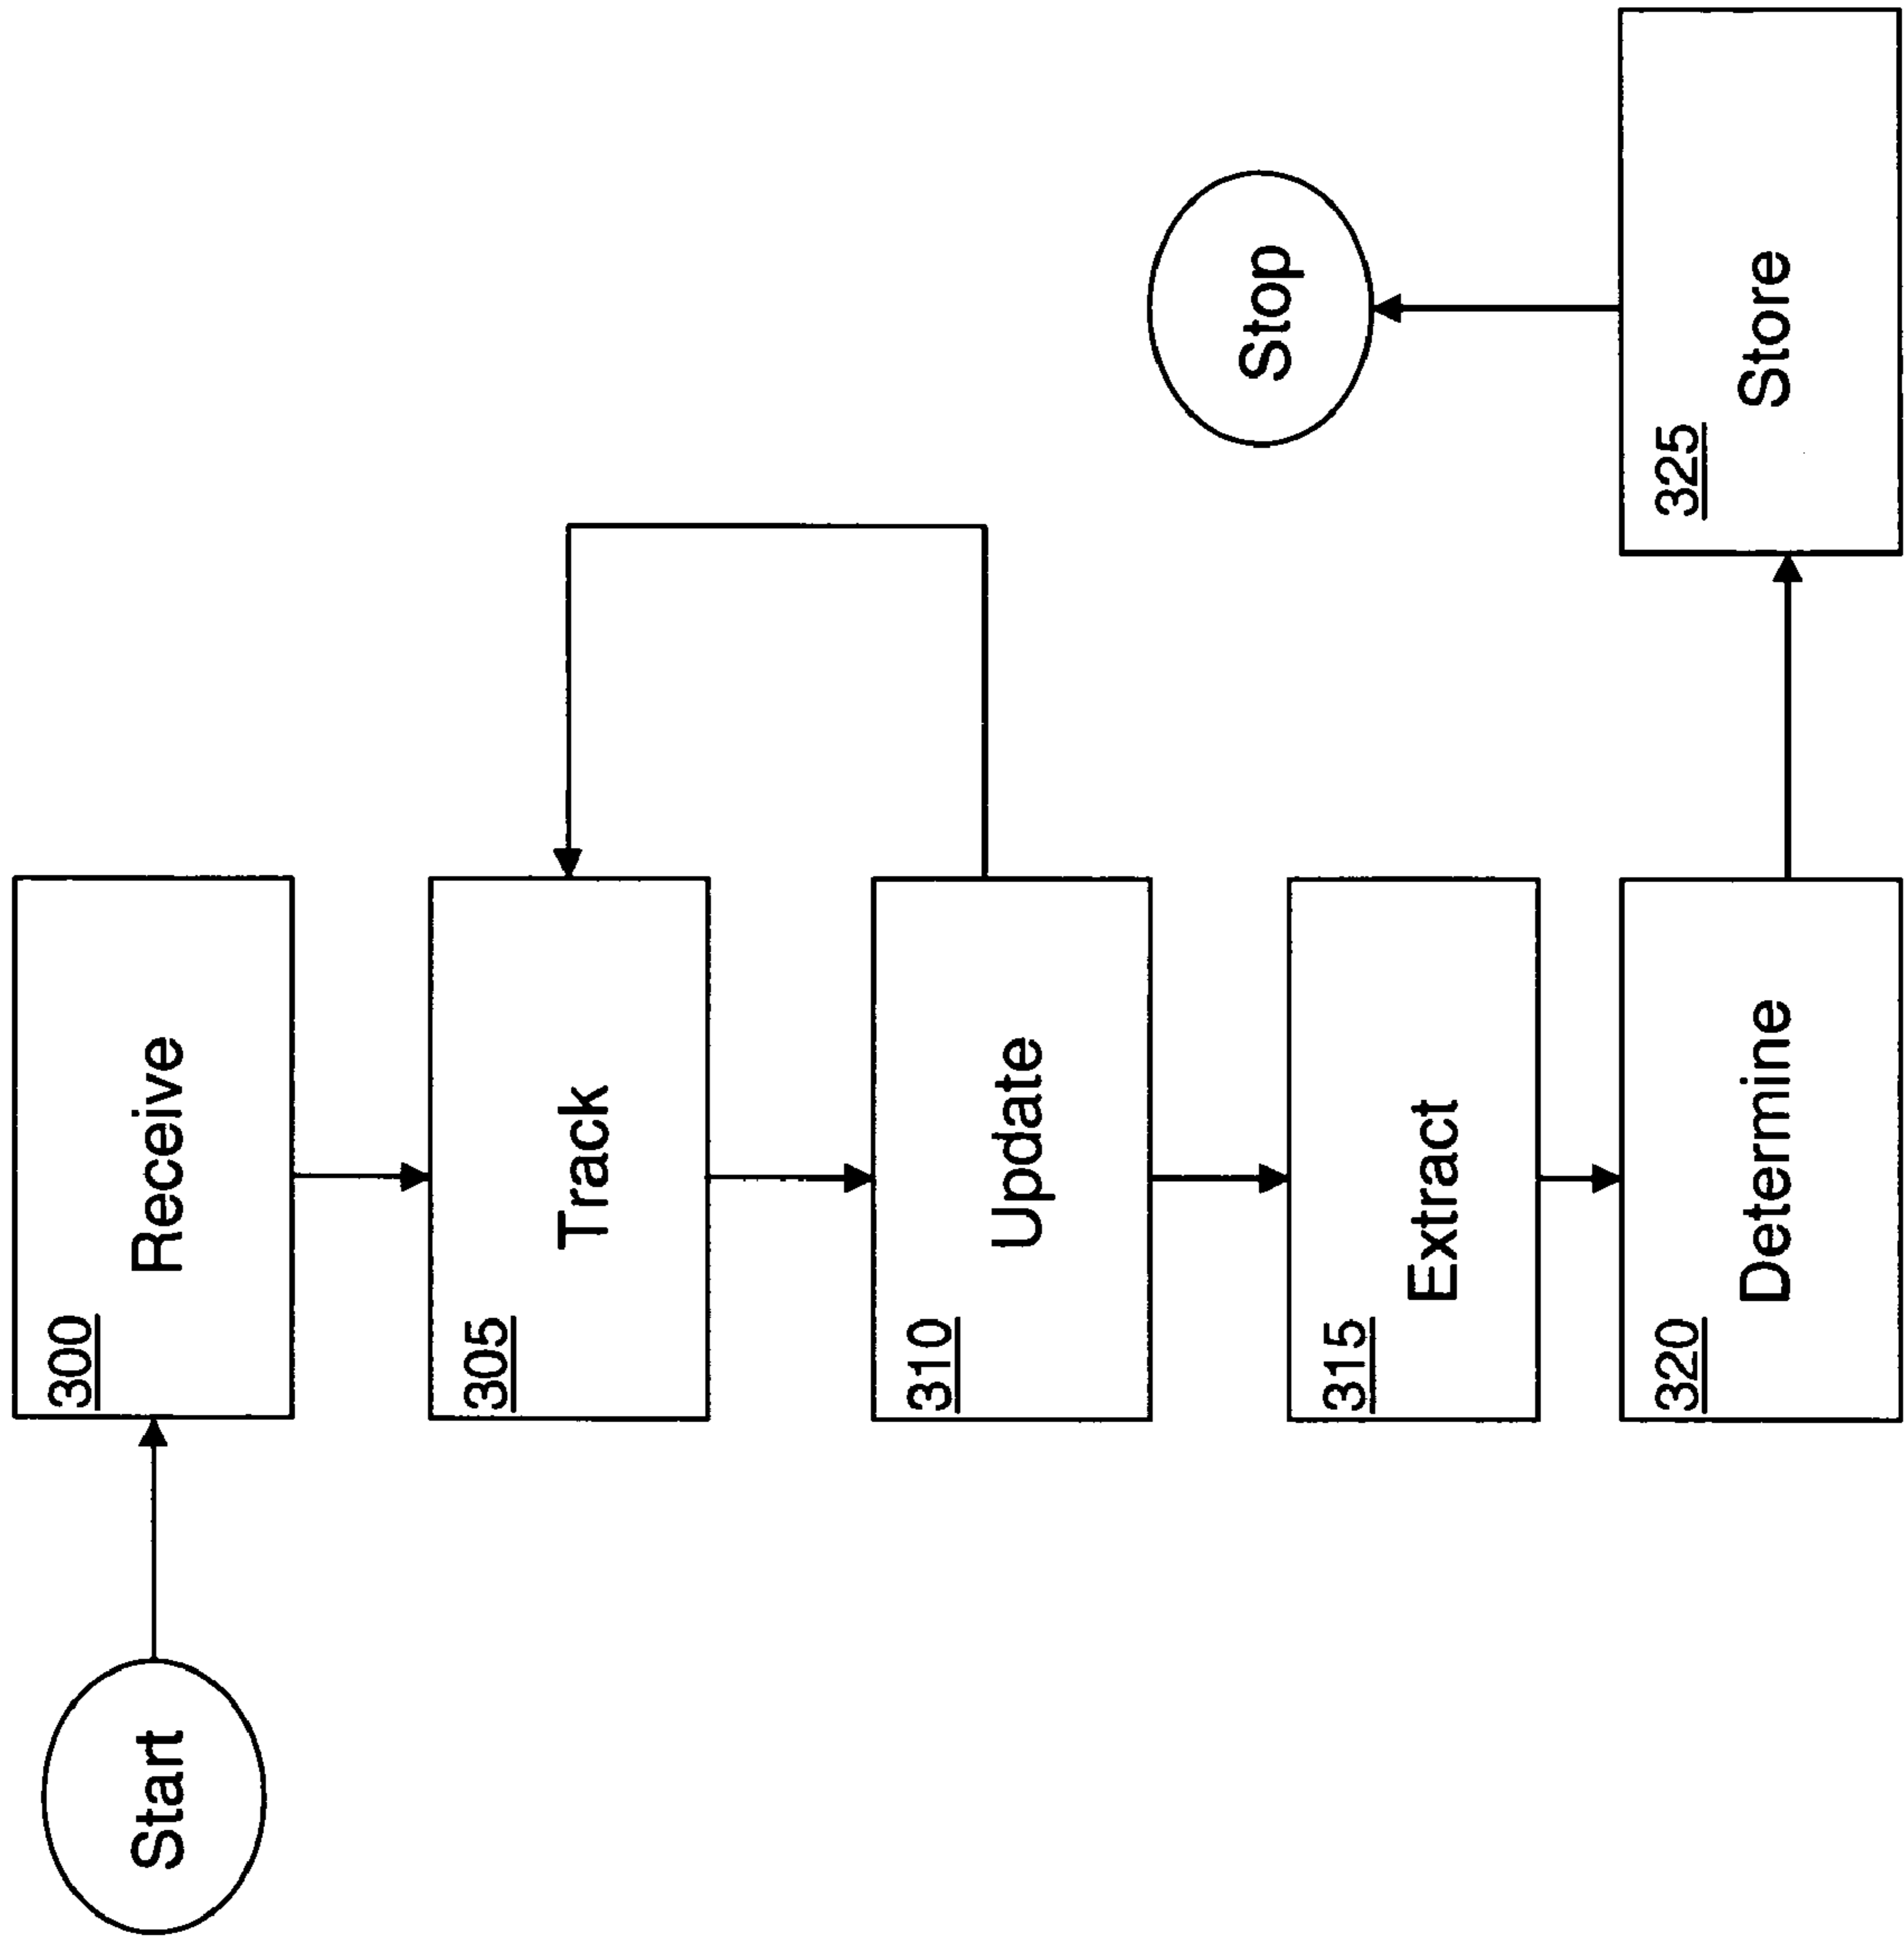 Start
300
Receive
305
Track
310
Update
315
Extract
320
Determine
325
Store
Stop